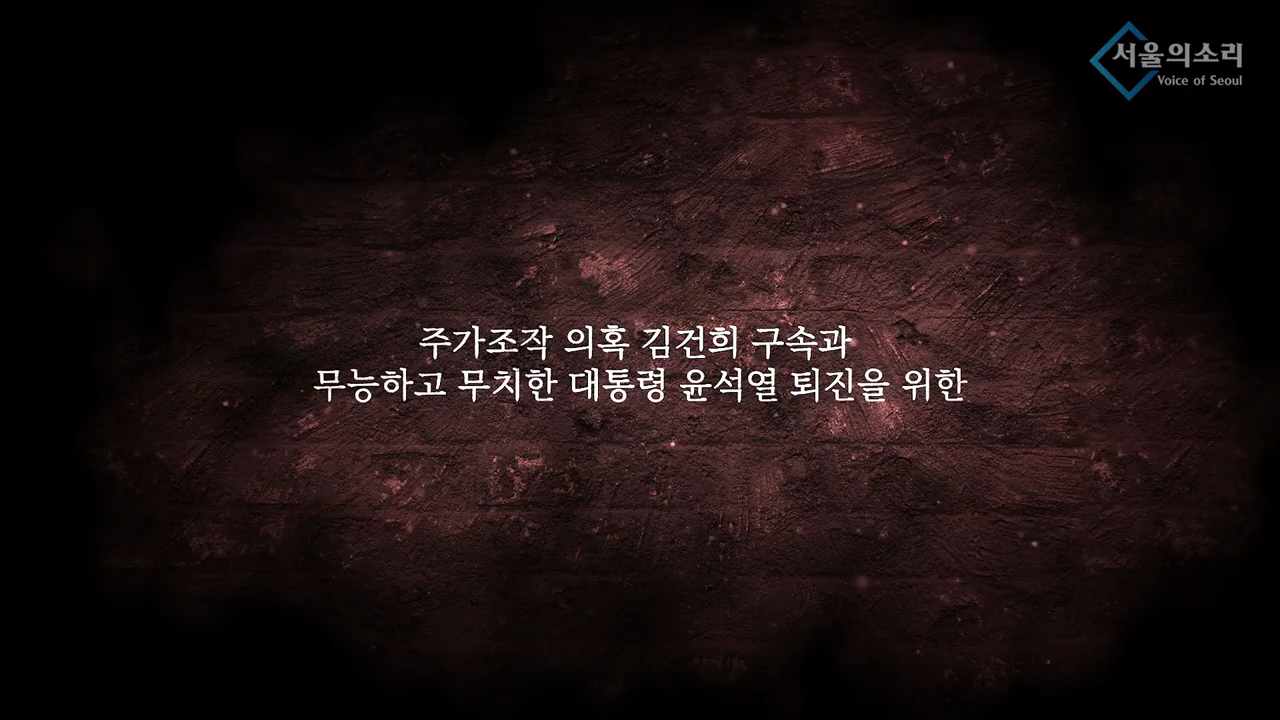 서울의소리
Voice of Seoul
주가조작 의혹 김건희 구속과
무능하고 무치한 대통령 윤석열 퇴진을 위한